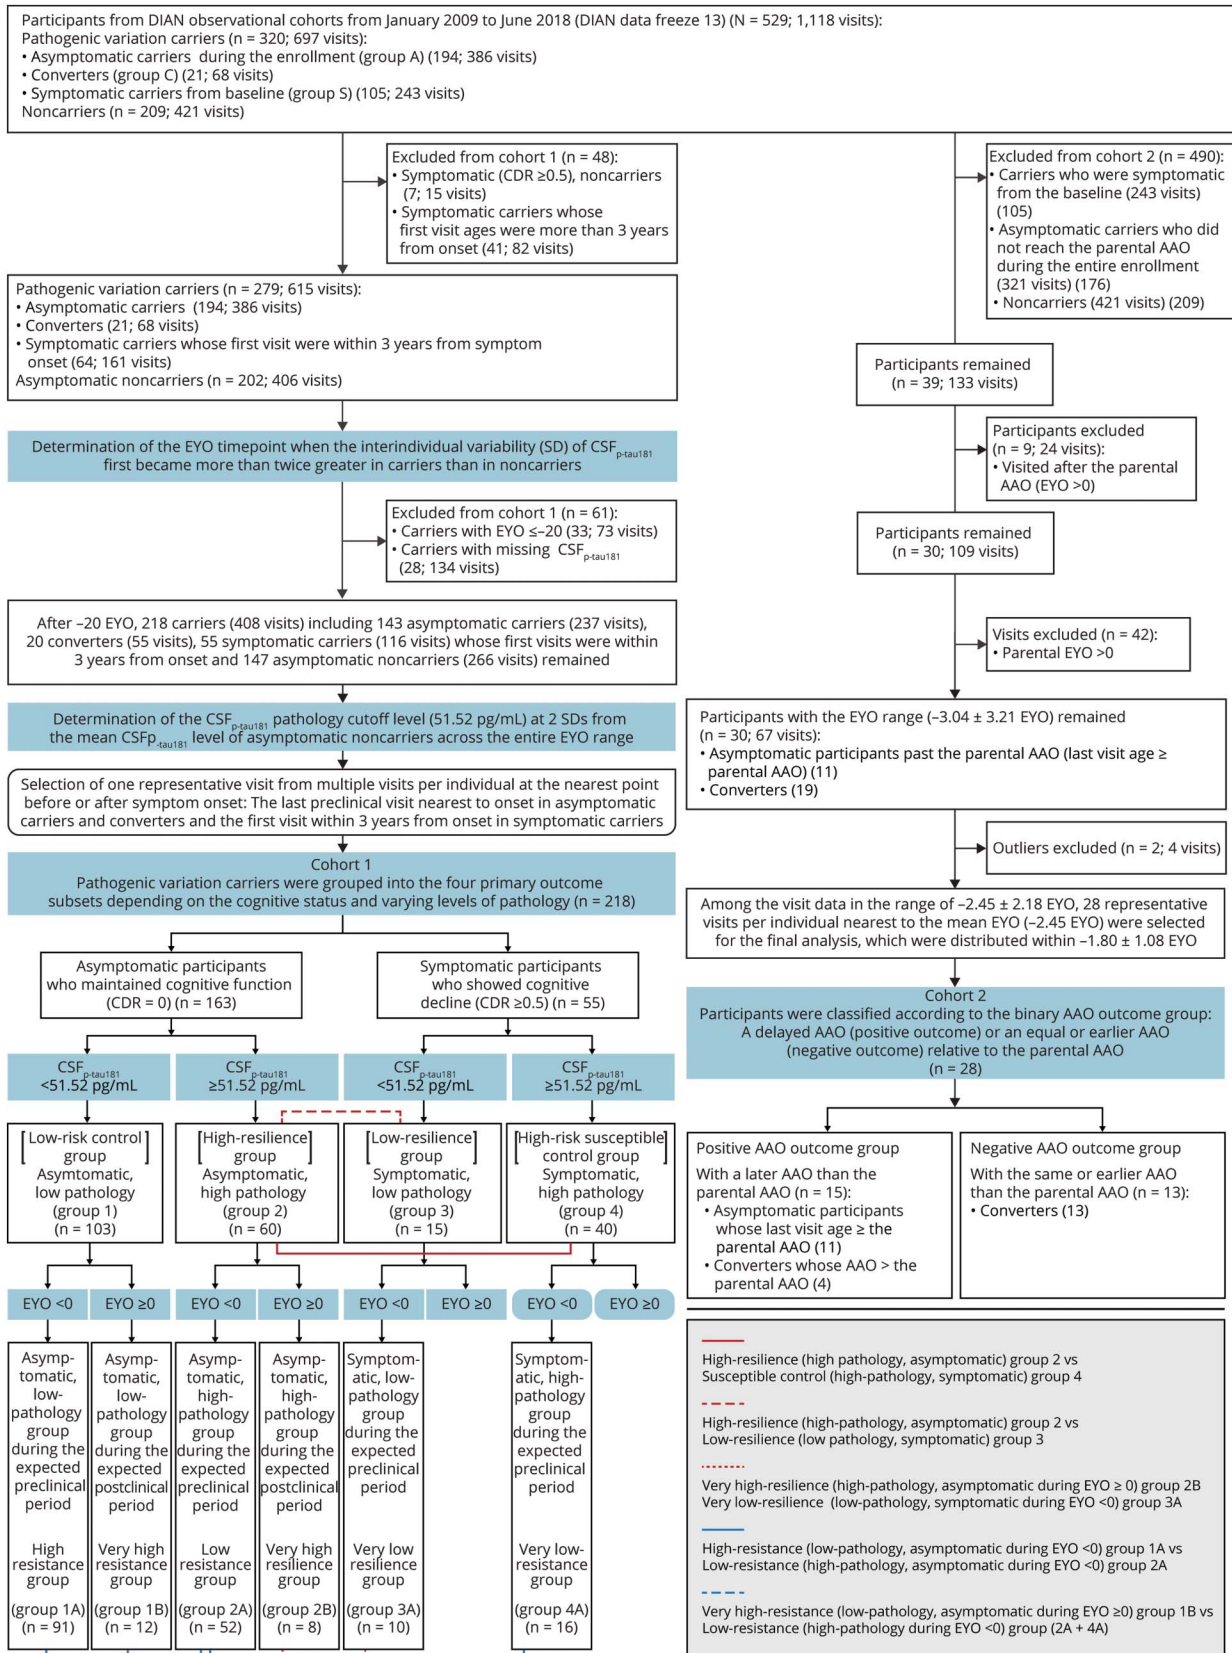 Participants from DIAN observational cohorts from January 2009 to June 2018 (DIAN data freeze 13) (N = 529; 1,118 visits):
Pathogenic variation carriers (n = 320; 697 visits):
• Asymptomatic carriers during the enrollment (group A) (194; 386 visits)
• Converters (group C) (21; 68 visits)
• Symptomatic carriers from baseline (group S) (105; 243 visits)
Noncarriers (n = 209; 421 visits)
Excluded from cohort 1 (n = 48):
• Symptomatic (CDR ≥0.5), noncarriers
(7; 15 visits)
• Symptomatic carriers whose
first visit ages were more than 3 years
from onset (41; 82 visits)
Pathogenic variation carriers (n = 279; 615 visits):
• Asymptomatic carriers (194; 386 visits)
• Converters (21; 68 visits)
• Symptomatic carriers whose first visit were within 3 years from symptom
onset (64; 161 visits)
Asymptomatic noncarriers (n = 202; 406 visits)
Determination of the EYO timepoint when the interindividual variability (SD) of CSFp-tau181
first became more than twice greater in carriers than in noncarriers
Excluded from cohort 1 (n = 61):
• Carriers with EYO ≤–20 (33; 73 visits)
• Carriers with missing CSFp-tau181
(28; 134 visits)
After –20 EYO, 218 carriers (408 visits) including 143 asymptomatic carriers (237 visits),
20 converters (55 visits), 55 symptomatic carriers (116 visits) whose first visits were within
3 years from onset and 147 asymptomatic noncarriers (266 visits) remained
Determination of the CSFp-tau181 pathology cutoff level (51.52 pg/mL) at 2 SDs from
the mean CSFp-tau181 level of asymptomatic noncarriers across the entire EYO range
Selection of one representative visit from multiple visits per individual at the nearest point
before or after symptom onset: The last preclinical visit nearest to onset in asymptomatic
carriers and converters and the first visit within 3 years from onset in symptomatic carriers
Cohort 1
Pathogenic variation carriers were grouped into the four primary outcome
subsets depending on the cognitive status and varying levels of pathology (n = 218)
Asymptomatic participants
who maintained cognitive function
(CDR = 0) (n = 163)
Symptomatic participants
who showed cognitive
decline (CDR ≥0.5) (n = 55)
CSFp-tau181
<51.52 pg/mL
CSFp-tau181
≥51.52 pg/mL
CSFp-tau181
<51.52 pg/mL
CSFp-tau181
≥51.52 pg/mL
[Low-risk control
group]
Asymtomatic,
low pathology
(group 1)
(n = 103)
[High-resilience
group]
Asymptomatic,
high pathology
(group 2)
(n = 60)
[Low-resilience
group]
Symptomatic,
low pathology
(group 3)
(n = 15)
[High-risk susceptible
control group]
Symptomatic,
high pathology
(group 4)
(n = 40)
EYO <0
EYO ≥0
EYO <0
EYO ≥0
EYO <0
EYO ≥0
EYO <0
EYO ≥0
Asymp-
tomatic,
low-
pathology
group
during the
expected
preclinical
period
High
resistance
group
(group 1A)
(n = 91)
Asymp-
tomatic,
low-
pathology
group
during the
expected
postclinical
period
Very high
resistance
group
(group 1B)
(n = 12)
Asymp-
tomatic,
high-
pathology
group
during the
expected
preclinical
period
Low
resistance
group
(group 2A)
(n = 52)
Asymp-
tomatic,
high-
pathology
group
during the
expected
postclinical
period
Very high
resilience
group
(group 2B)
(n = 8)
Symptom-
atic, low-
pathology
group
during the
expected
preclinical
period
Very low
resilience
group
(group 3A)
(n = 10)
Symptom-
atic, high-
pathology
group
during the
expected
preclinical
period
Very low-
resistance
group
(group 4A)
(n = 16)
Excluded from cohort 2 (n = 490):
• Carriers who were symptomatic
from the baseline (243 visits)
(105)
• Asymptomatic carriers who did
not reach the parental AAO
during the entire enrollment
(321 visits) (176)
• Noncarriers (421 visits) (209)
Participants remained
(n = 39; 133 visits)
Participants excluded
(n = 9; 24 visits):
• Visited after the parental
AAO (EYO >0)
Participants remained
(n = 30; 109 visits)
Visits excluded (n = 42):
• Parental EYO >0
Participants with the EYO range (–3.04 ± 3.21 EYO) remained
(n = 30; 67 visits):
• Asymptomatic participants past the parental AAO (last visit age ≥
parental AAO) (11)
• Converters (19)
Outliers excluded (n = 2; 4 visits)
Among the visit data in the range of –2.45 ± 2.18 EYO, 28 representative
visits per individual nearest to the mean EYO (–2.45 EYO) were selected
for the final analysis, which were distributed within –1.80 ± 1.08 EYO
Cohort 2
Participants were classified according to the binary AAO outcome group:
A delayed AAO (positive outcome) or an equal or earlier AAO
(negative outcome) relative to the parental AAO
(n = 28)
Positive AAO outcome group
With a later AAO than the
parental AAO (n = 15):
• Asymptomatic participants
whose last visit age ≥ the
parental AAO (11)
• Converters whose AAO > the
parental AAO (4)
Negative AAO outcome group
With the same or earlier AAO
than the parental AAO (n = 13):
• Converters (13)
High-resilience (high pathology, asymptomatic) group 2 vs
Susceptible control (high-pathology, symptomatic) group 4
High-resilience (high-pathology, asymptomatic) group 2 vs
Low-resilience (low pathology, symptomatic) group 3
Very high-resilience (high-pathology, asymptomatic during EYO ≥ 0) group 2B
Very low-resilience (low-pathology, symptomatic during EYO <0) group 3A
High-resistance (low-pathology, asymptomatic during EYO <0) group 1A vs
Low-resistance (high-pathology, asymptomatic during EYO <0) group 2A
Very high-resistance (low-pathology, asymptomatic during EYO ≥0) group 1B vs
Low-resistance (high-pathology during EYO <0) group (2A + 4A)